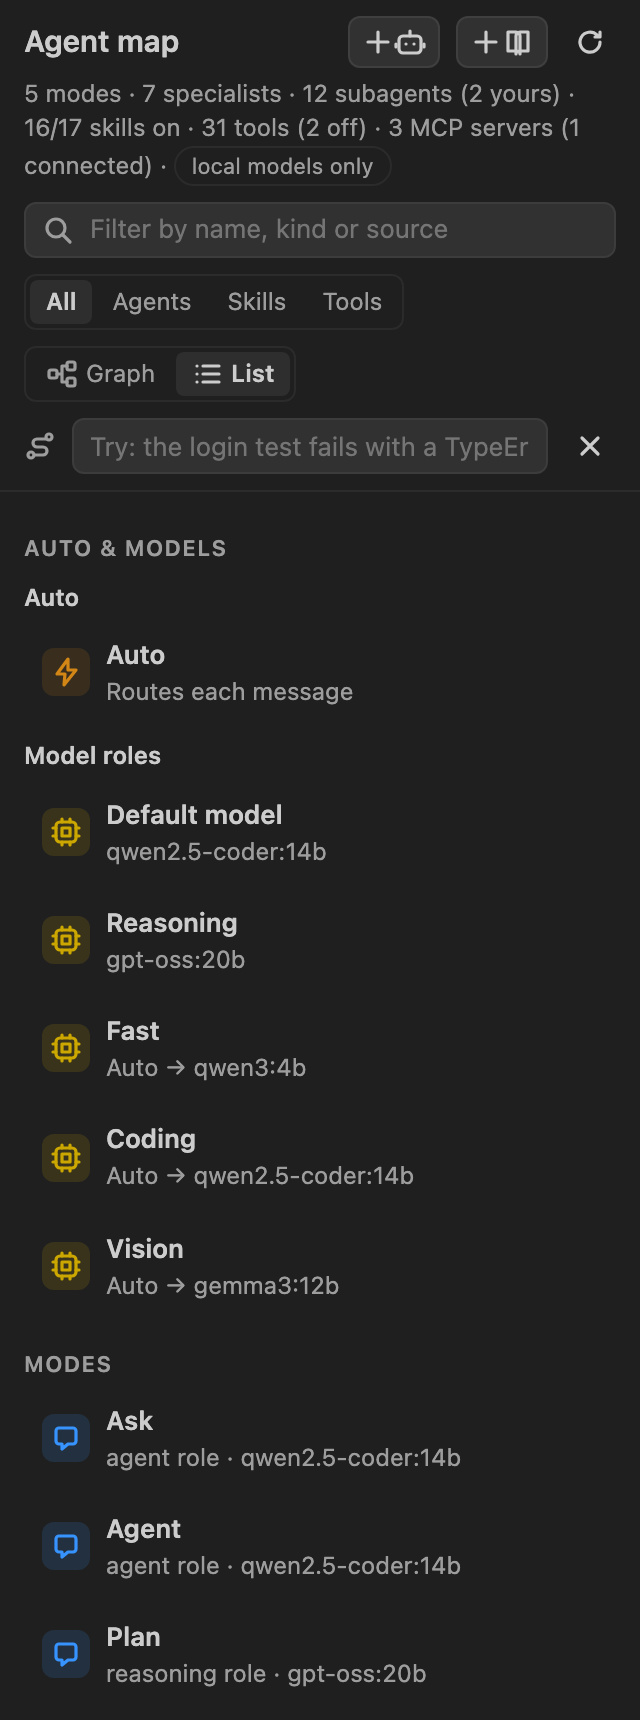 Agent map
5 modes · 7 specialists · 12 subagents (2 yours) ·
16/17 skills on · 31 tools (2 off) · 3 MCP servers (1
connected) · local models only
Filter by name, kind or source
All Agents Skills Tools
Graph List
Try: the login test fails with a TypeEr
AUTO & MODELS
Auto
Auto
Routes each message
Model roles
Default model
qwen2.5-coder:14b
Reasoning
gpt-oss:20b
Fast
Auto → qwen3:4b
Coding
Auto → qwen2.5-coder:14b
Vision
Auto → gemma3:12b
MODES
Ask
agent role · qwen2.5-coder:14b
Agent
agent role · qwen2.5-coder:14b
Plan
reasoning role · gpt-oss:20b